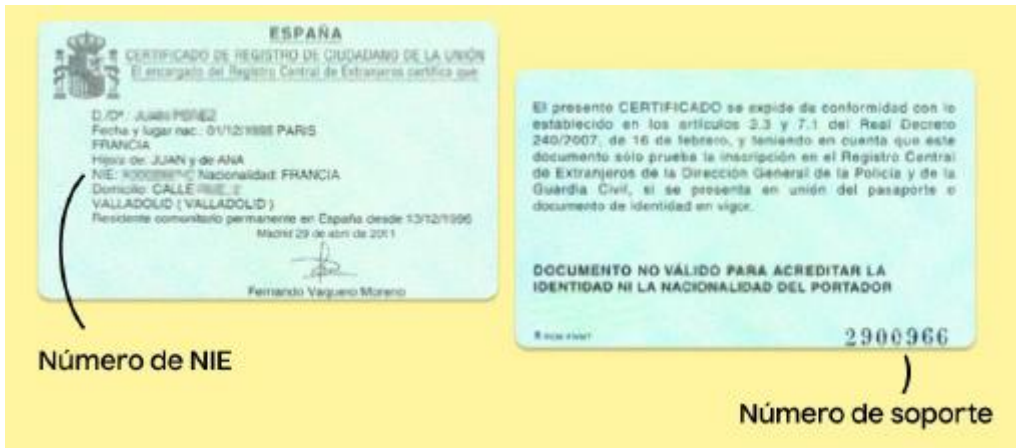 ESPAÑA
CERTIFICADO DE REGISTRO DE CIUDADANO DE LA UNIÓN
El encargado del Registro Central de Extranjeros certifica que
D./Dª.: JUAN PEREZ
Fecha y lugar nac.: 01/12/1998 PARIS
FRANCIA
Hijo/a de: JUAN y de ANA
NIE: Nacionalidad: FRANCIA
Domicilio: CALLE
VALLADOLID ( VALLADOLID )
Residente comunitario permanente en España desde 13/12/1996
Madrid 29 de abril de 2011
Fernando Vaquero Moreno
Número de NIE
El presente CERTIFICADO se expide de conformidad con lo
establecido en los artículos 3.3 y 7.1 del Real Decreto
240/2007, de 16 de febrero, y teniendo en cuenta que este
documento sólo prueba la inscripción en el Registro Central
de Extranjeros de la Dirección General de la Policía y de la
Guardia Civil, si se presenta en unión del pasaporte o
documento de identidad en vigor.
DOCUMENTO NO VÁLIDO PARA ACREDITAR LA
IDENTIDAD NI LA NACIONALIDAD DEL PORTADOR
2900966
Número de soporte